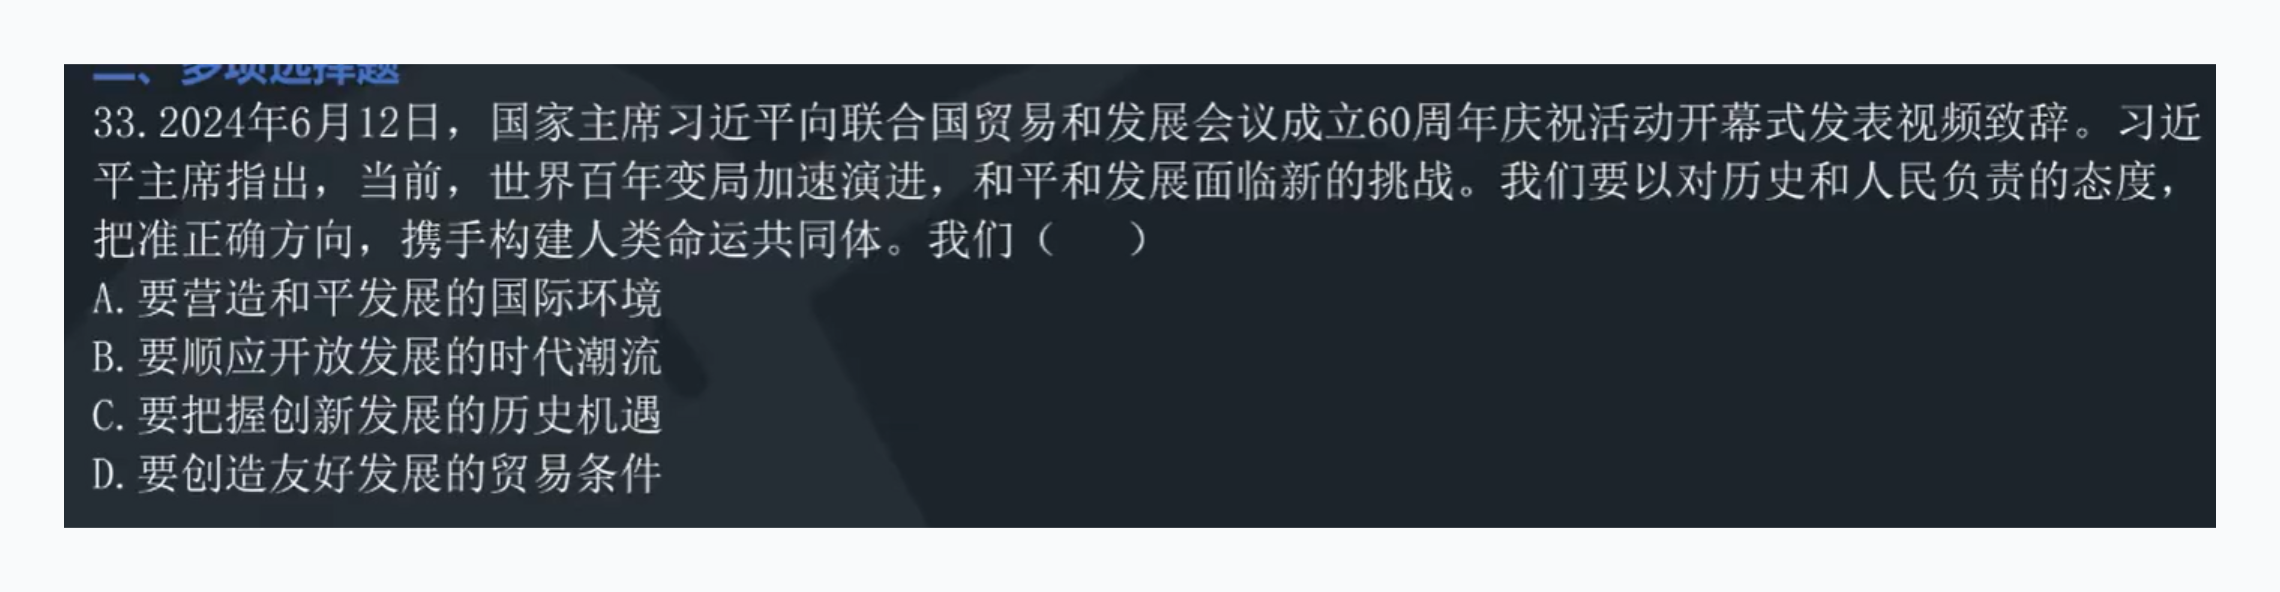 二、多项选择题
33.2024年6月12日，国家主席习近平向联合国贸易和发展会议成立60周年庆祝活动开幕式发表视频致辞。习近
平主席指出，当前，世界百年变局加速演进，和平和发展面临新的挑战。我们要以对历史和人民负责的态度，
把准正确方向，携手构建人类命运共同体。我们（　　）
A.要营造和平发展的国际环境
B.要顺应开放发展的时代潮流
C.要把握创新发展的历史机遇
D.要创造友好发展的贸易条件